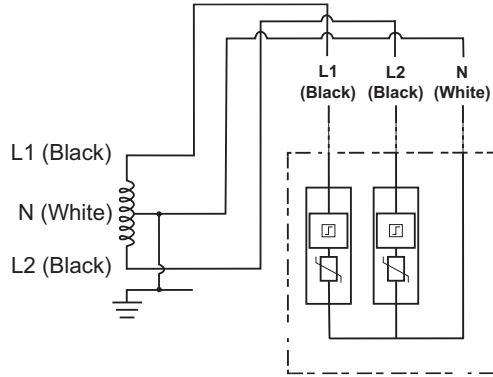 L1
(Black)
L2
(Black)
N
(White)
L1 (Black)
N (White)
L2 (Black)